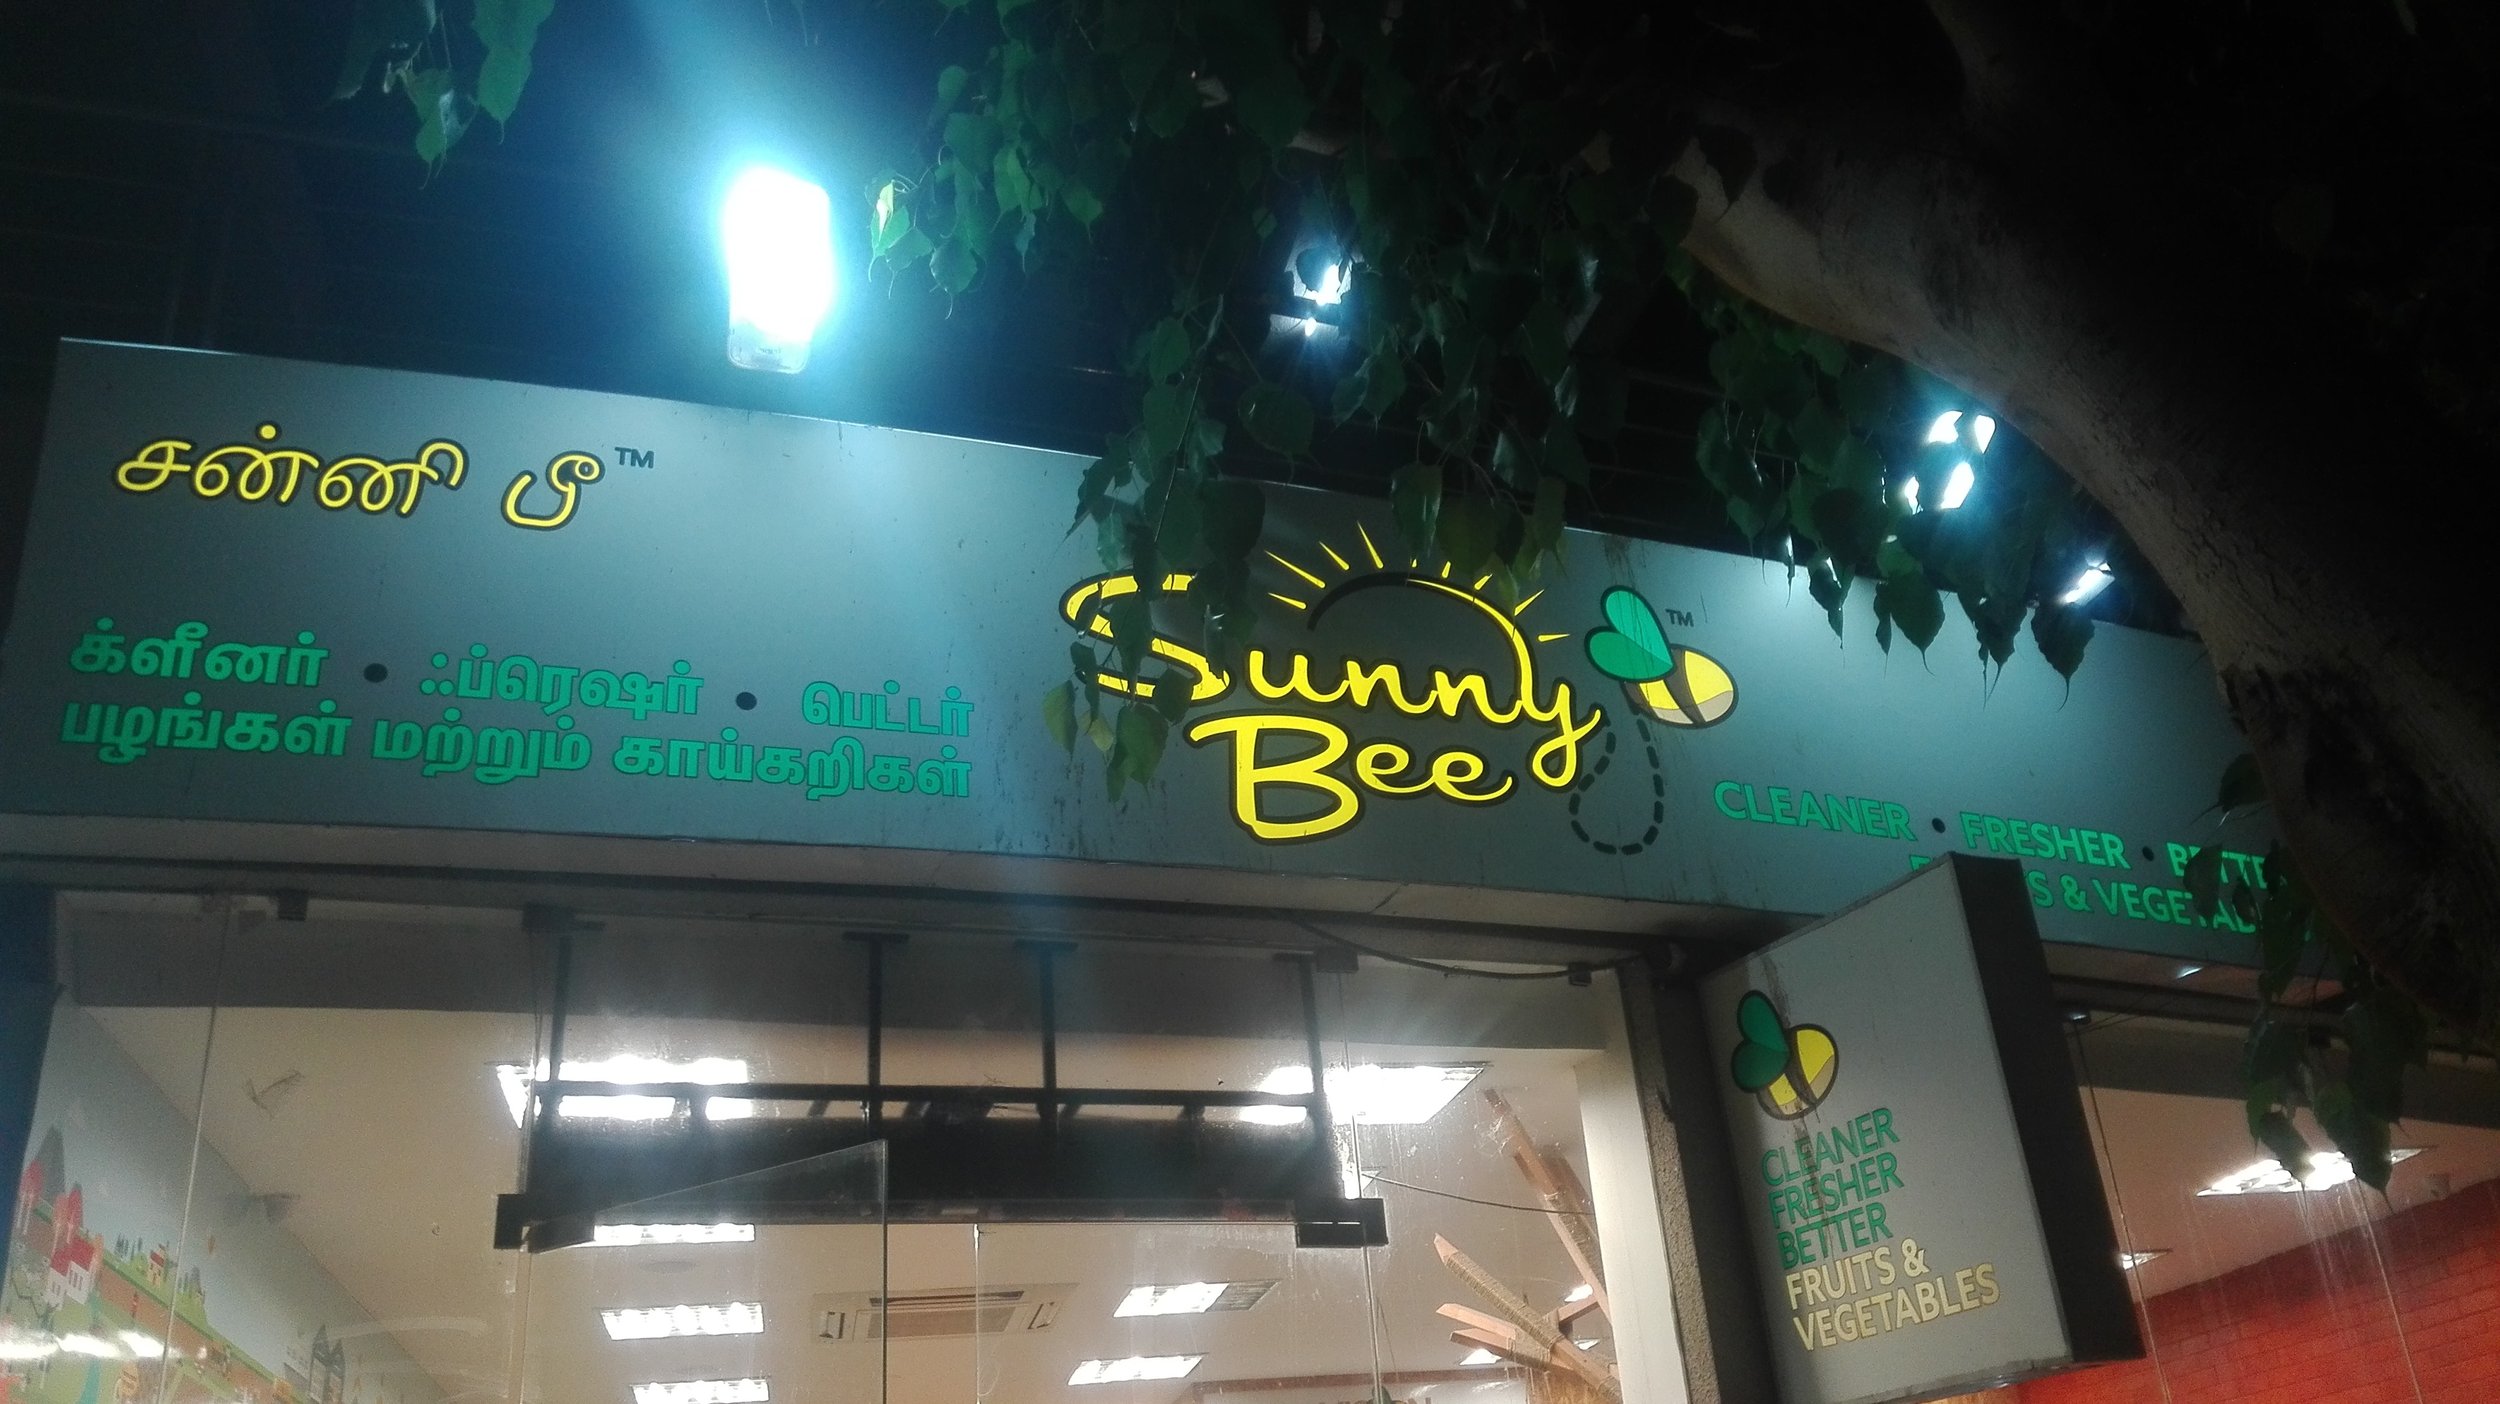 சன்னி பீ™
க்ளீனர் • ஃப்ரெஷர் • பெட்டர்
பழங்கள் மற்றும் காய்கறிகள்
Sunny
Bee™
CLEANER • FRESHER •
& 
CLEANER
FRESHER
BETTER
FRUITS &
VEGETABLES